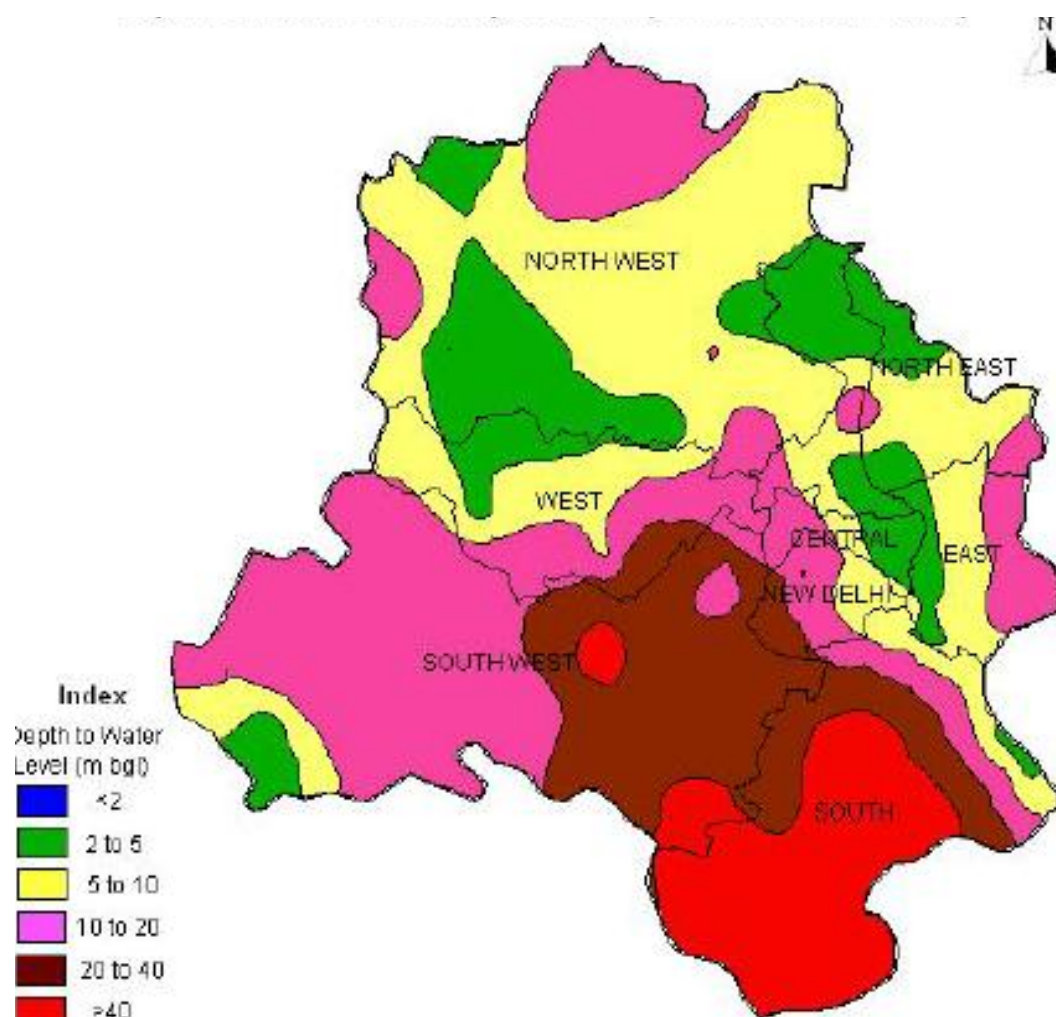 N
NORTH WEST
NORTH EAST
WEST
CENTRAL
EAST
NEW DELHI
SOUTH WEST
SOUTH
Index
Depth to Water
Level (m bgl)
<2
2 to 5
5 to 10
10 to 20
20 to 40
>40